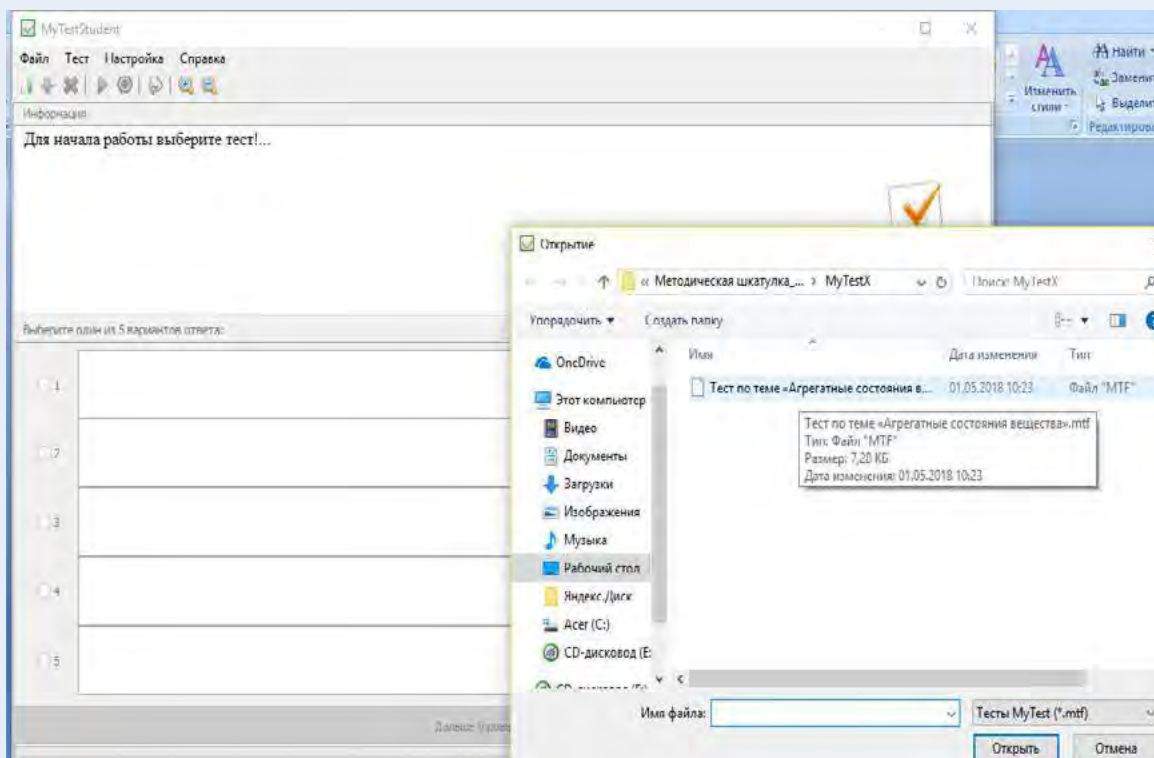 MyTestStudent
Файл Тест Настройка Справка
Информация
Для начала работы выберите тест!...
Выберите один из 5 вариантов ответа:
1
2
3
4
5
Дальше
Найти
Изменить стили
Открытие
« Методическая шкатулка_... › MyTestX
Поиск: MyTestX
Упорядочить Создать папку
Имя Дата изменения Тип
OneDrive
Этот компьютер
Видео
Документы
Загрузки
Изображения
Музыка
Рабочий стол
Яндекс.Диск
Acer (C:)
CD-дисковод (E:
Тест по теме «Агрегатные состояния в... 01.05.2018 10:23 Файл "MTF"
Тест по теме «Агрегатные состояния вещества».mtf
Тип: Файл "MTF"
Размер: 7,20 КБ
Дата изменения: 01.05.2018 10:23
Имя файла:
Тесты MyTest (*.mtf)
Открыть Отмена